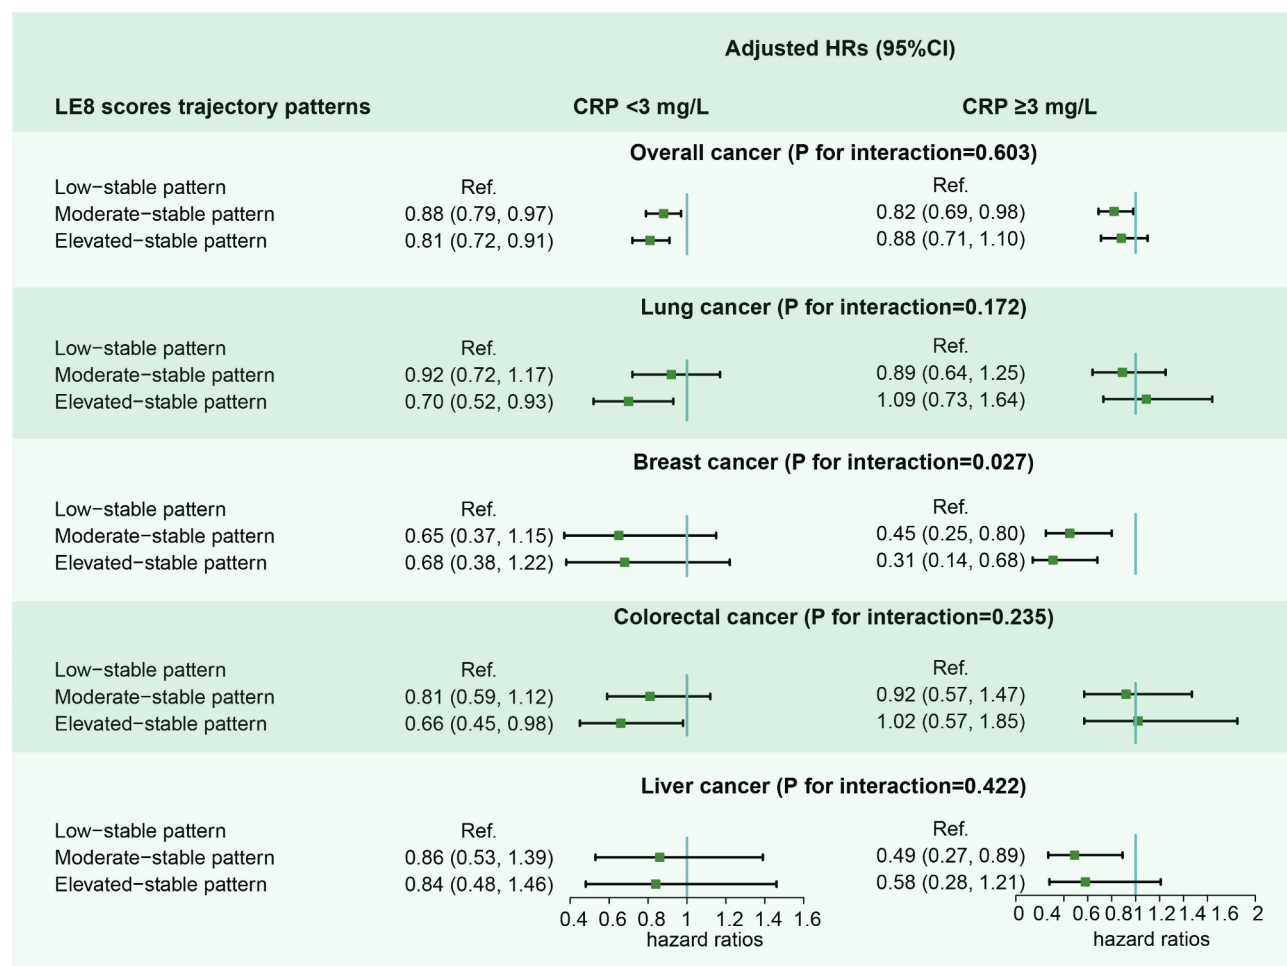 Adjusted HRs (95%CI)
LE8 scores trajectory patterns CRP <3 mg/L CRP ≥3 mg/L
Overall cancer (P for interaction=0.603)
Low−stable pattern Ref. Ref.
Moderate−stable pattern 0.88 (0.79, 0.97) 0.82 (0.69, 0.98)
Elevated−stable pattern 0.81 (0.72, 0.91) 0.88 (0.71, 1.10)
Lung cancer (P for interaction=0.172)
Low−stable pattern Ref. Ref.
Moderate−stable pattern 0.92 (0.72, 1.17) 0.89 (0.64, 1.25)
Elevated−stable pattern 0.70 (0.52, 0.93) 1.09 (0.73, 1.64)
Breast cancer (P for interaction=0.027)
Low−stable pattern Ref. Ref.
Moderate−stable pattern 0.65 (0.37, 1.15) 0.45 (0.25, 0.80)
Elevated−stable pattern 0.68 (0.38, 1.22) 0.31 (0.14, 0.68)
Colorectal cancer (P for interaction=0.235)
Low−stable pattern Ref. Ref.
Moderate−stable pattern 0.81 (0.59, 1.12) 0.92 (0.57, 1.47)
Elevated−stable pattern 0.66 (0.45, 0.98) 1.02 (0.57, 1.85)
Liver cancer (P for interaction=0.422)
Low−stable pattern Ref. Ref.
Moderate−stable pattern 0.86 (0.53, 1.39) 0.49 (0.27, 0.89)
Elevated−stable pattern 0.84 (0.48, 1.46) 0.58 (0.28, 1.21)
0.4 0.6 0.8 1 1.2 1.4 1.6 0 0.4 0.6 0.8 1 1.2 1.4 1.6 2
hazard ratios hazard ratios